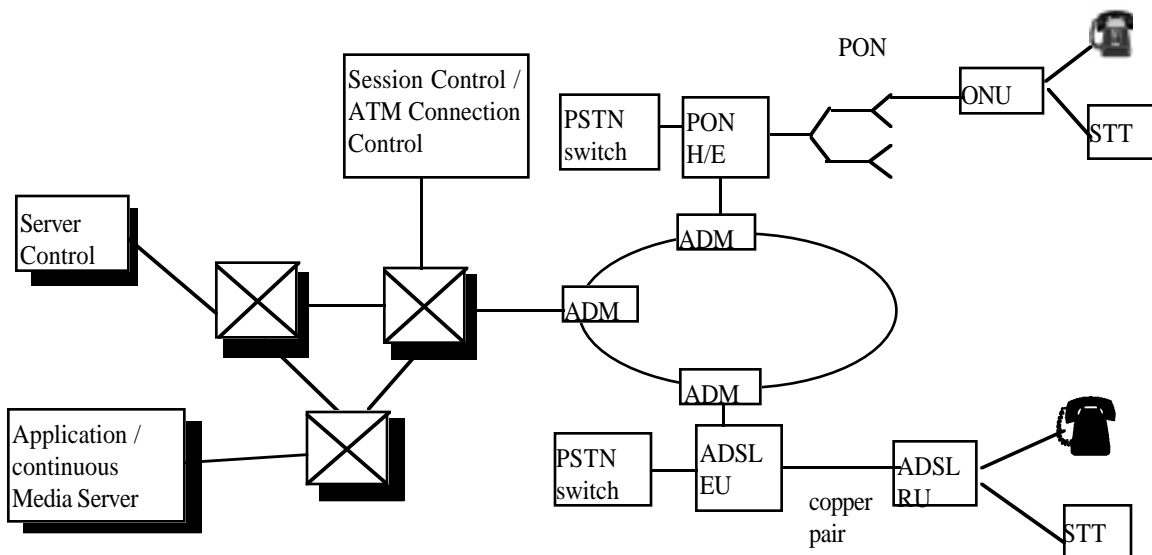 PON
Session Control /
ATM Connection
Control
PSTN
switch
PON
H/E
ONU
STT
Server
Control
ADM
ADM
ADM
Application /
continuous
Media Server
PSTN
switch
ADSL
EU
copper
pair
ADSL
RU
STT